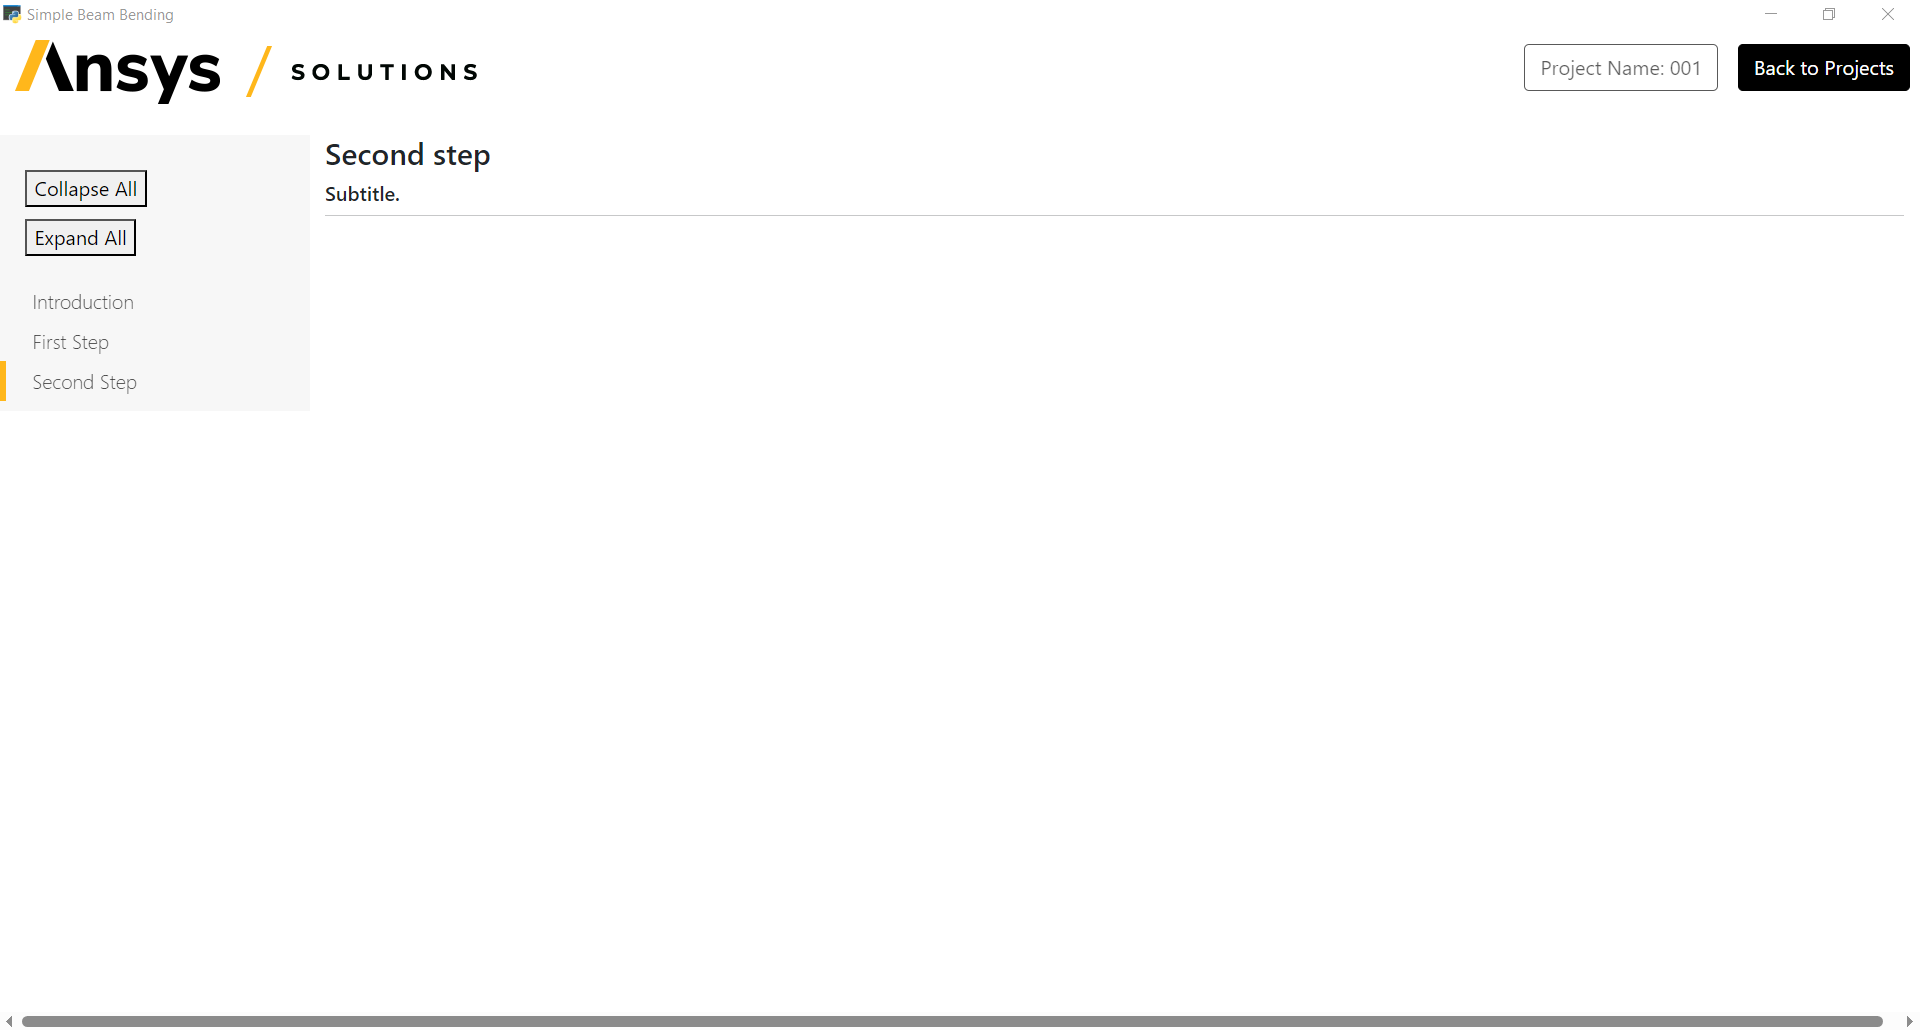 Simple Beam Bending
Ansys / SOLUTIONS
Project Name: 001
Back to Projects
Collapse All
Expand All
Introduction
First Step
Second Step
Second step
Subtitle.